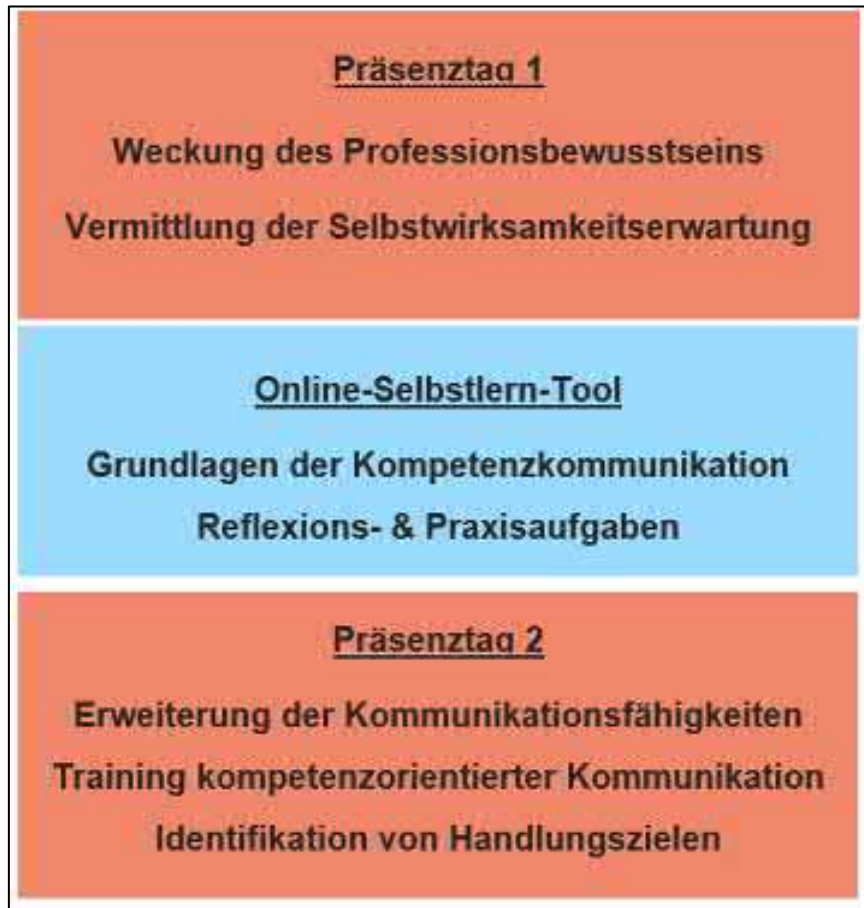 Präsenztag 1
Weckung des Professionsbewusstseins
Vermittlung der Selbstwirksamkeitserwartung
Online-Selbstlern-Tool
Grundlagen der Kompetenzkommunikation
Reflexions- & Praxisaufgaben
Präsenztag 2
Erweiterung der Kommunikationsfähigkeiten
Training kompetenzorientierter Kommunikation
Identifikation von Handlungszielen